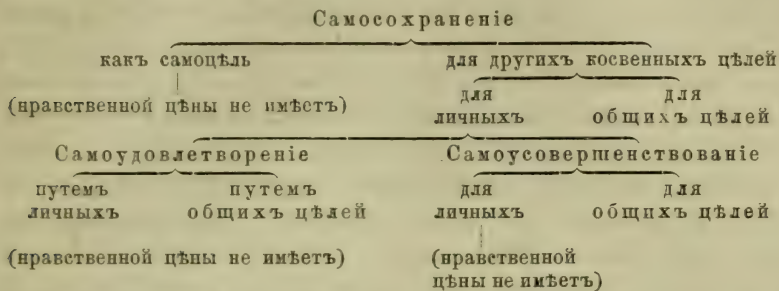 Самосохраненіе
какъ самоцѣль для другихъ косвенныхъ цѣлей
(нравственной цѣны не имѣетъ) для для
личныхъ общихъ цѣлей
Самоудовлетвореніе Самоусовершенствованіе
путемъ путемъ для для
личныхъ общихъ цѣлей личныхъ общихъ цѣлей
(нравственной цѣны не имѣетъ) (нравственной
цѣны не имѣетъ)